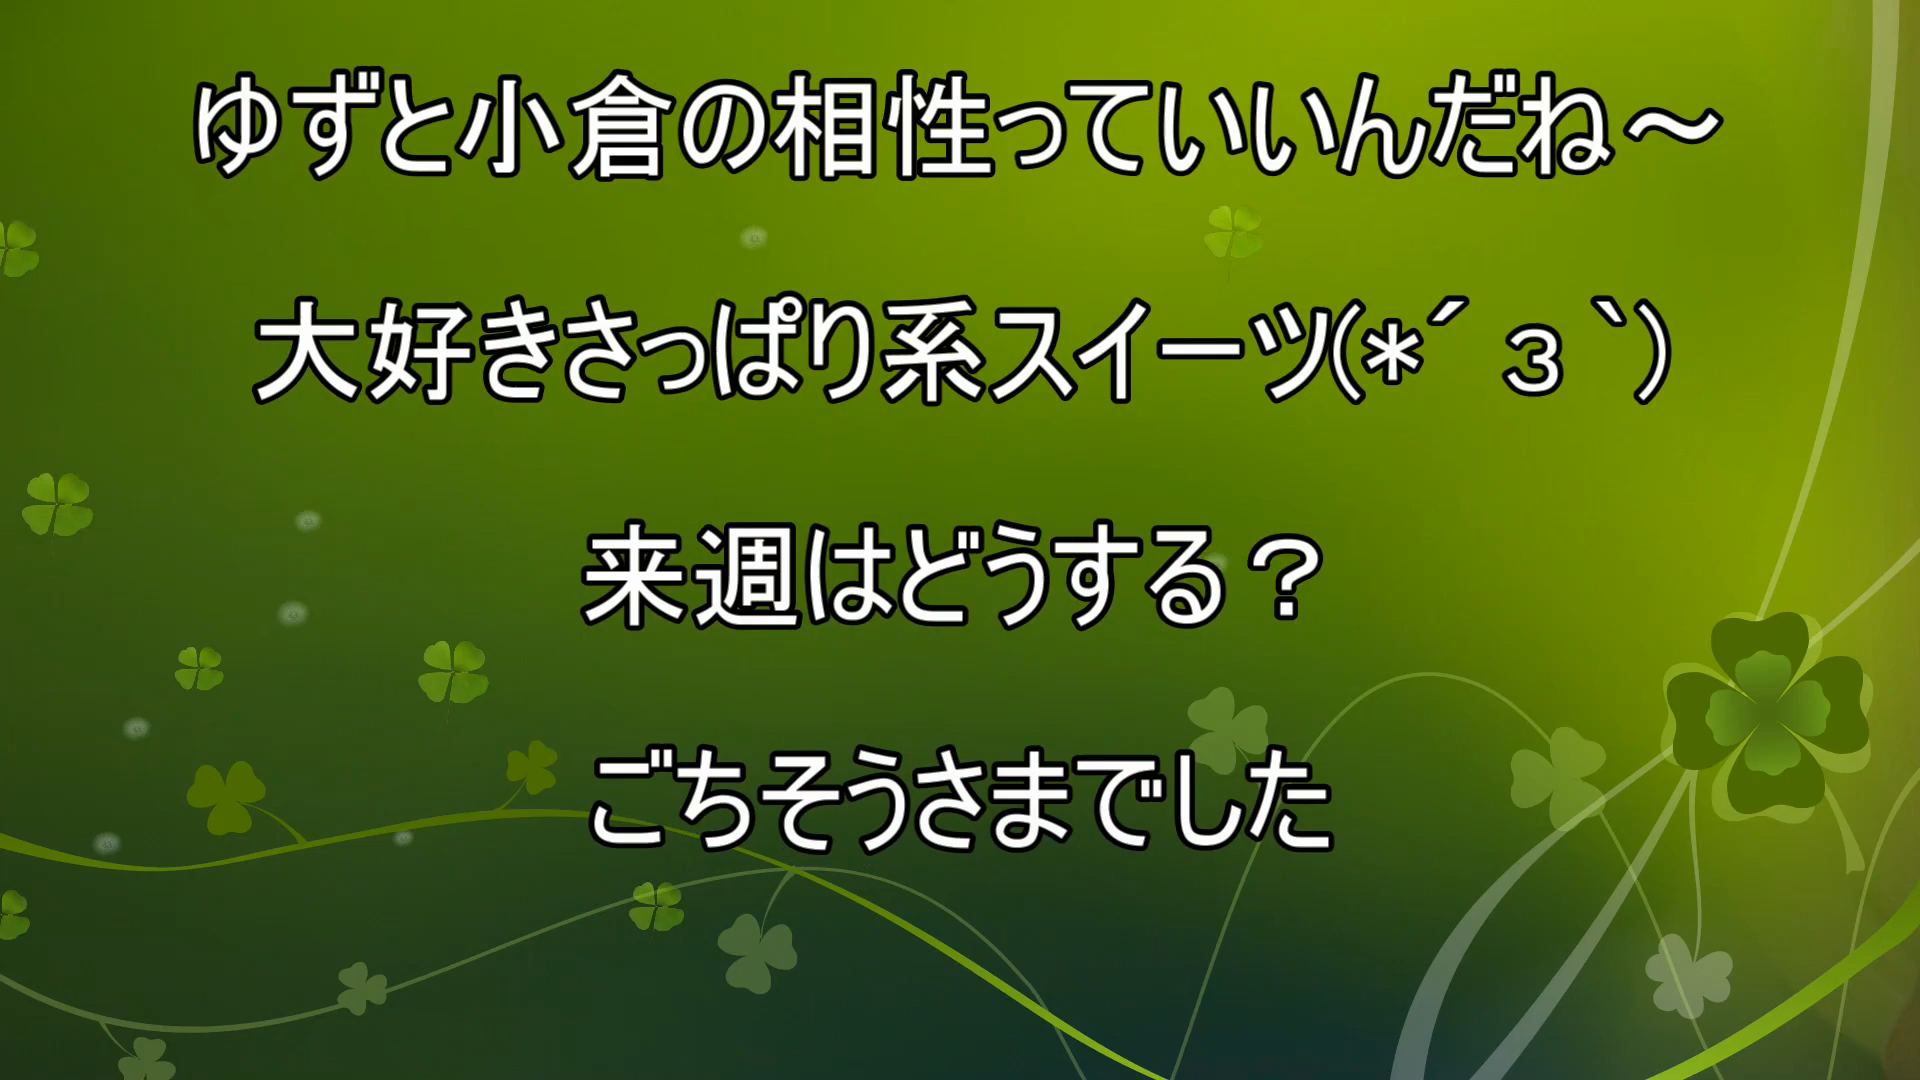 ゆずと小倉の相性っていいんだね～
大好きさっぱり系スイーツ(*´з｀)
来週はどうする？
ごちそうさまでした